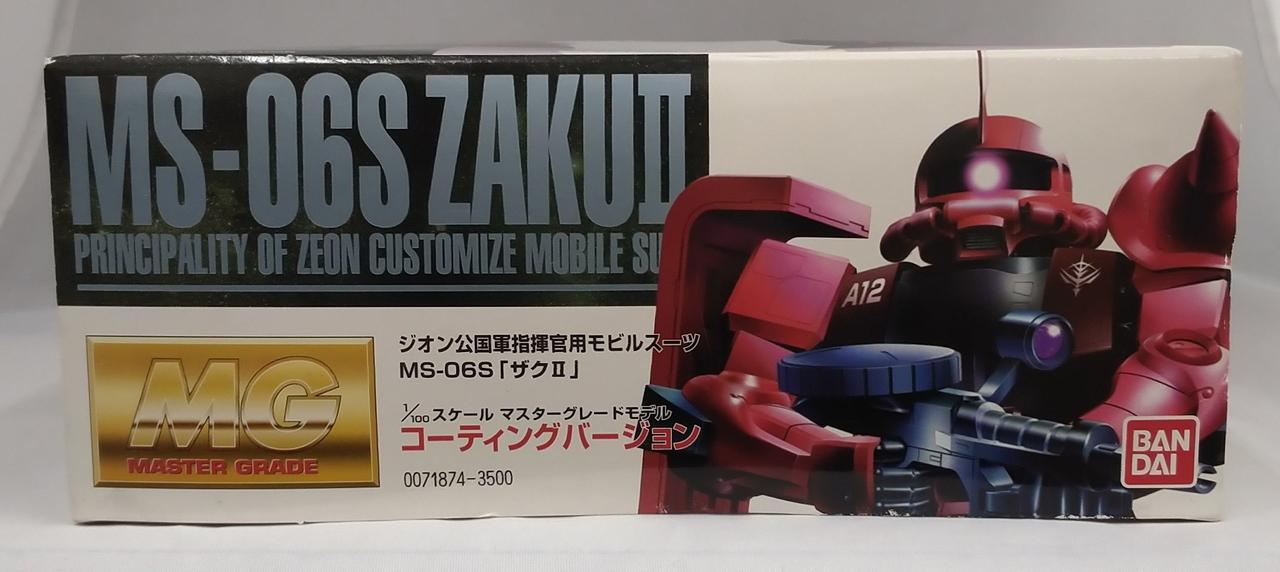 MS-06S ZAKUⅡ
PRINCIPALITY OF ZEON CUSTOMIZE MOBILE
ジオン公国軍指揮官用モビルスーツ
MS-06S「ザクⅡ」
1/100スケール マスターグレードモデル
コーティングバージョン
0071874-3500
MG
MASTER GRADE
A12
BAN
DAI